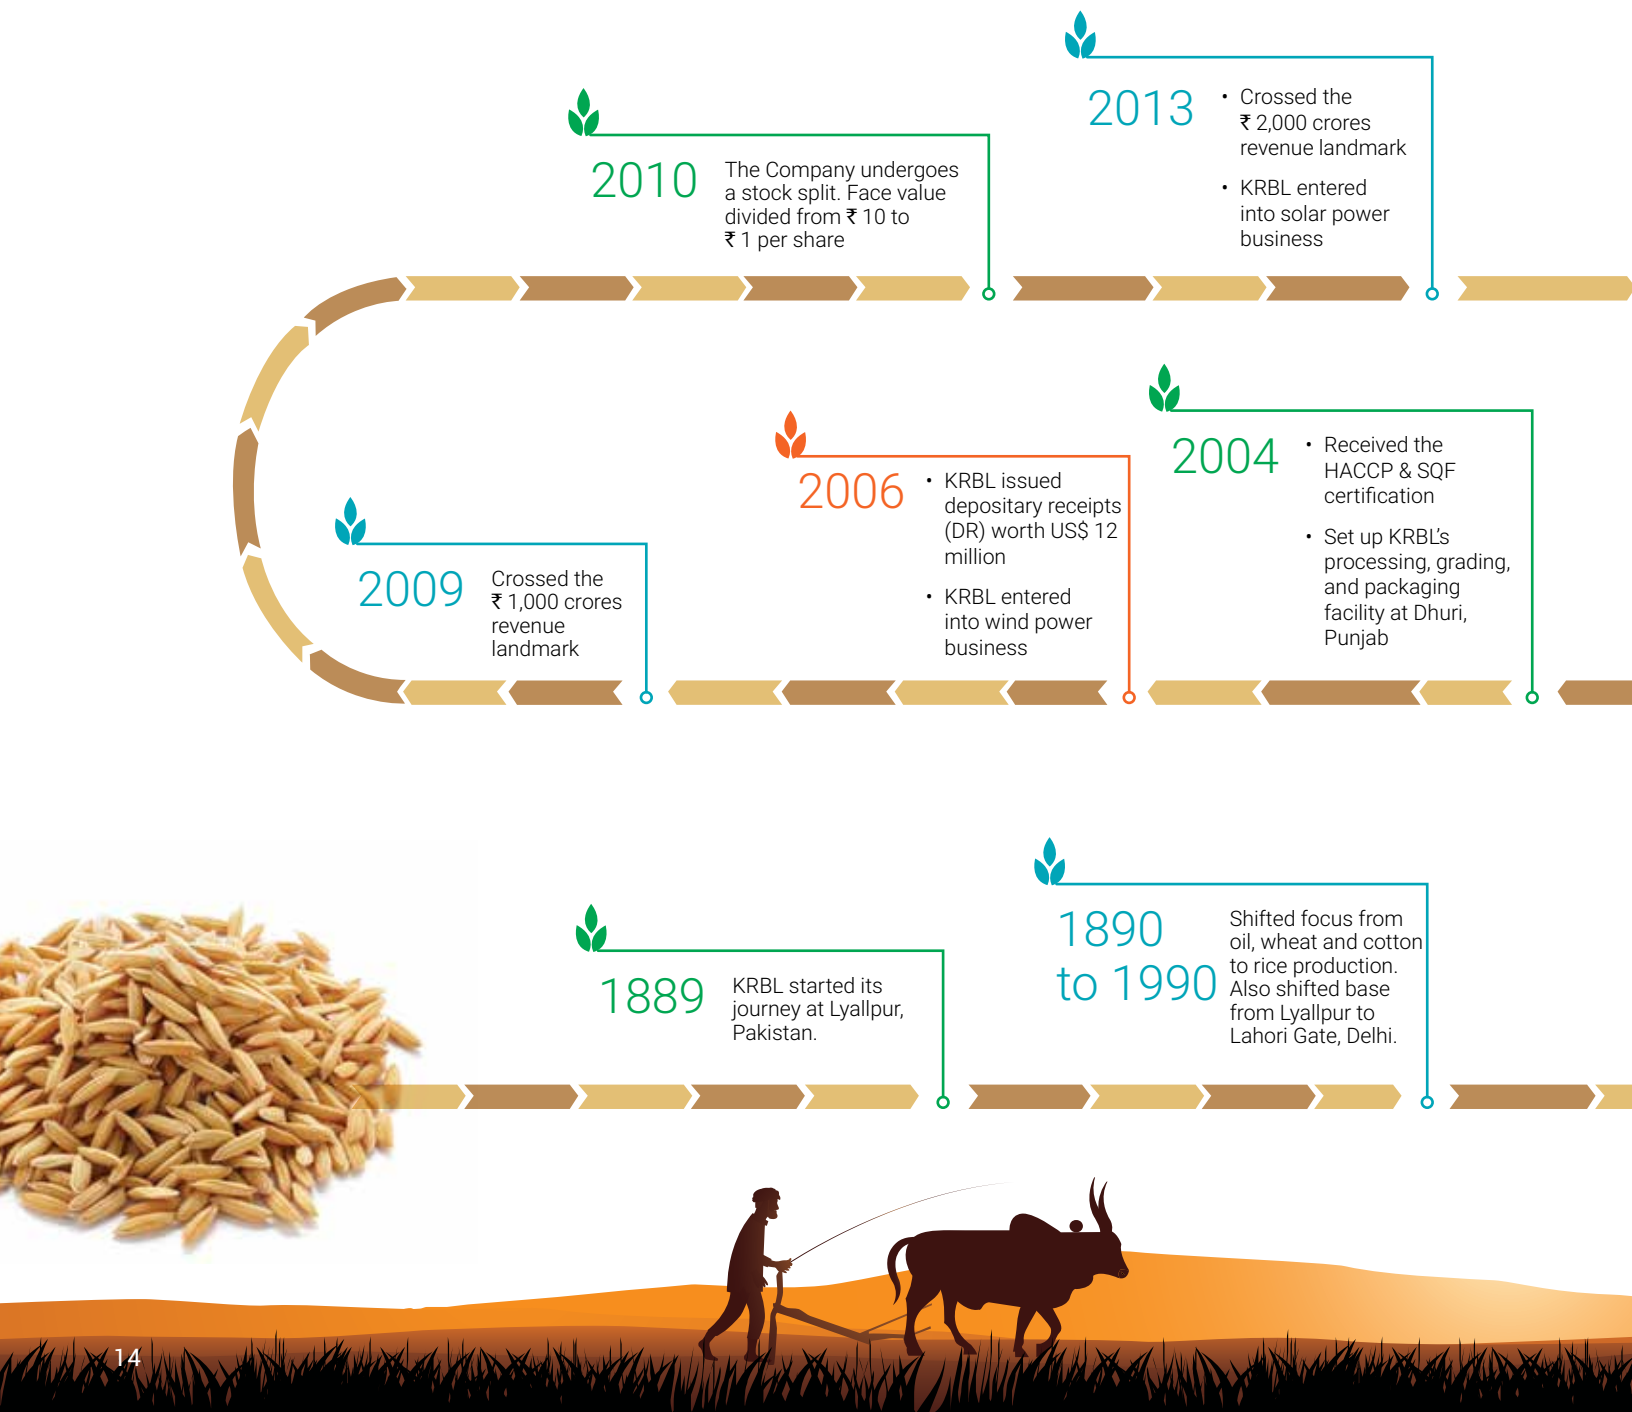 2013
• Crossed the
₹ 2,000 crores
revenue landmark
• KRBL entered
into solar power
business
2010
The Company undergoes
a stock split. Face value
divided from ₹ 10 to
₹ 1 per share
2004
• Received the
HACCP & SQF
certification
• Set up KRBL's
processing, grading,
and packaging
facility at Dhuri,
Punjab
2006
• KRBL issued
depositary receipts
(DR) worth US$ 12
million
• KRBL entered
into wind power
business
2009
Crossed the
₹ 1,000 crores
revenue
landmark
1889
KRBL started its
journey at Lyallpur,
Pakistan.
1890
to 1990
Shifted focus from
oil, wheat and cotton
to rice production.
Also shifted base
from Lyallpur to
Lahori Gate, Delhi.
14